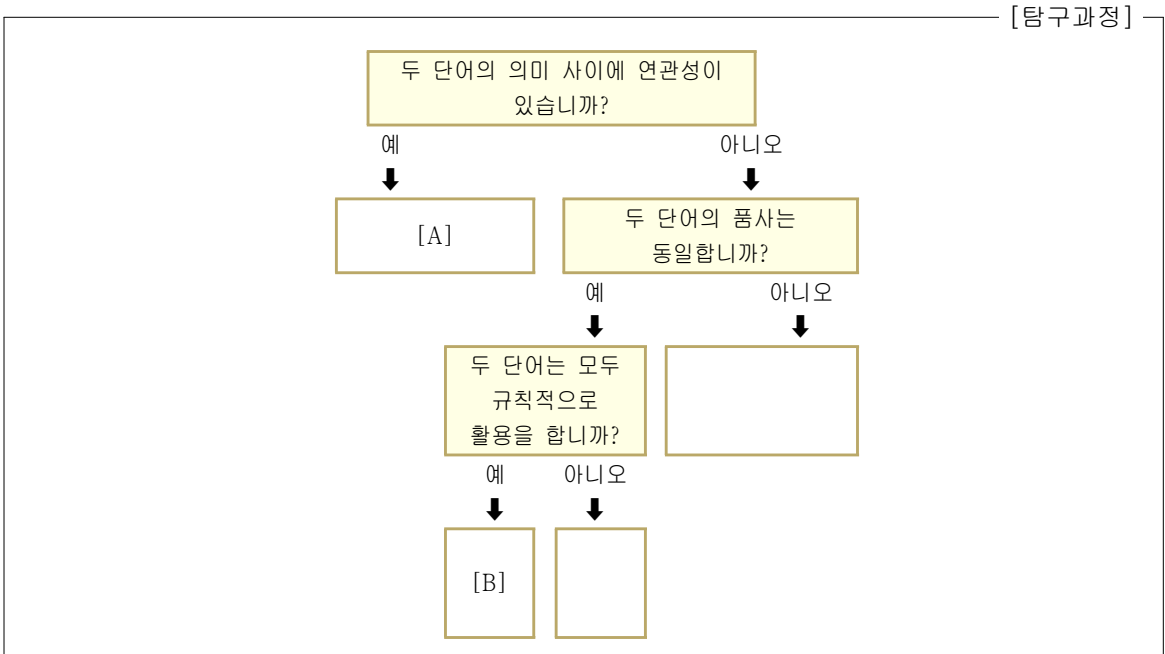 [탐구과정]
두 단어의 의미 사이에 연관성이
있습니까?
예
아니오
[A]
두 단어의 품사는
동일합니까?
예
아니오
두 단어는 모두
규칙적으로
활용을 합니까?
예
아니오
[B]